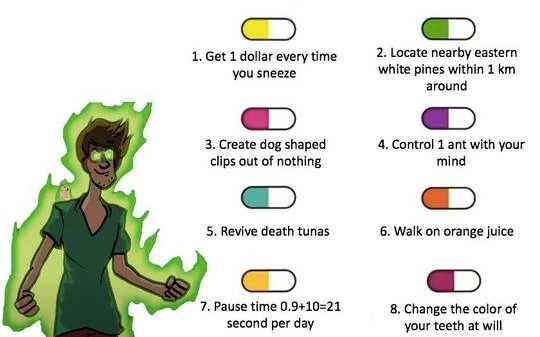 1. Get 1 dollar every time
you sneeze
2. Locate nearby eastern
white pines within 1 km
around
3. Create dog shaped
clips out of nothing
4. Control 1 ant with your
mind
5. Revive death tunas
6. Walk on orange juice
7. Pause time 0.9+10=21
second per day
8. Change the color of
your teeth at will